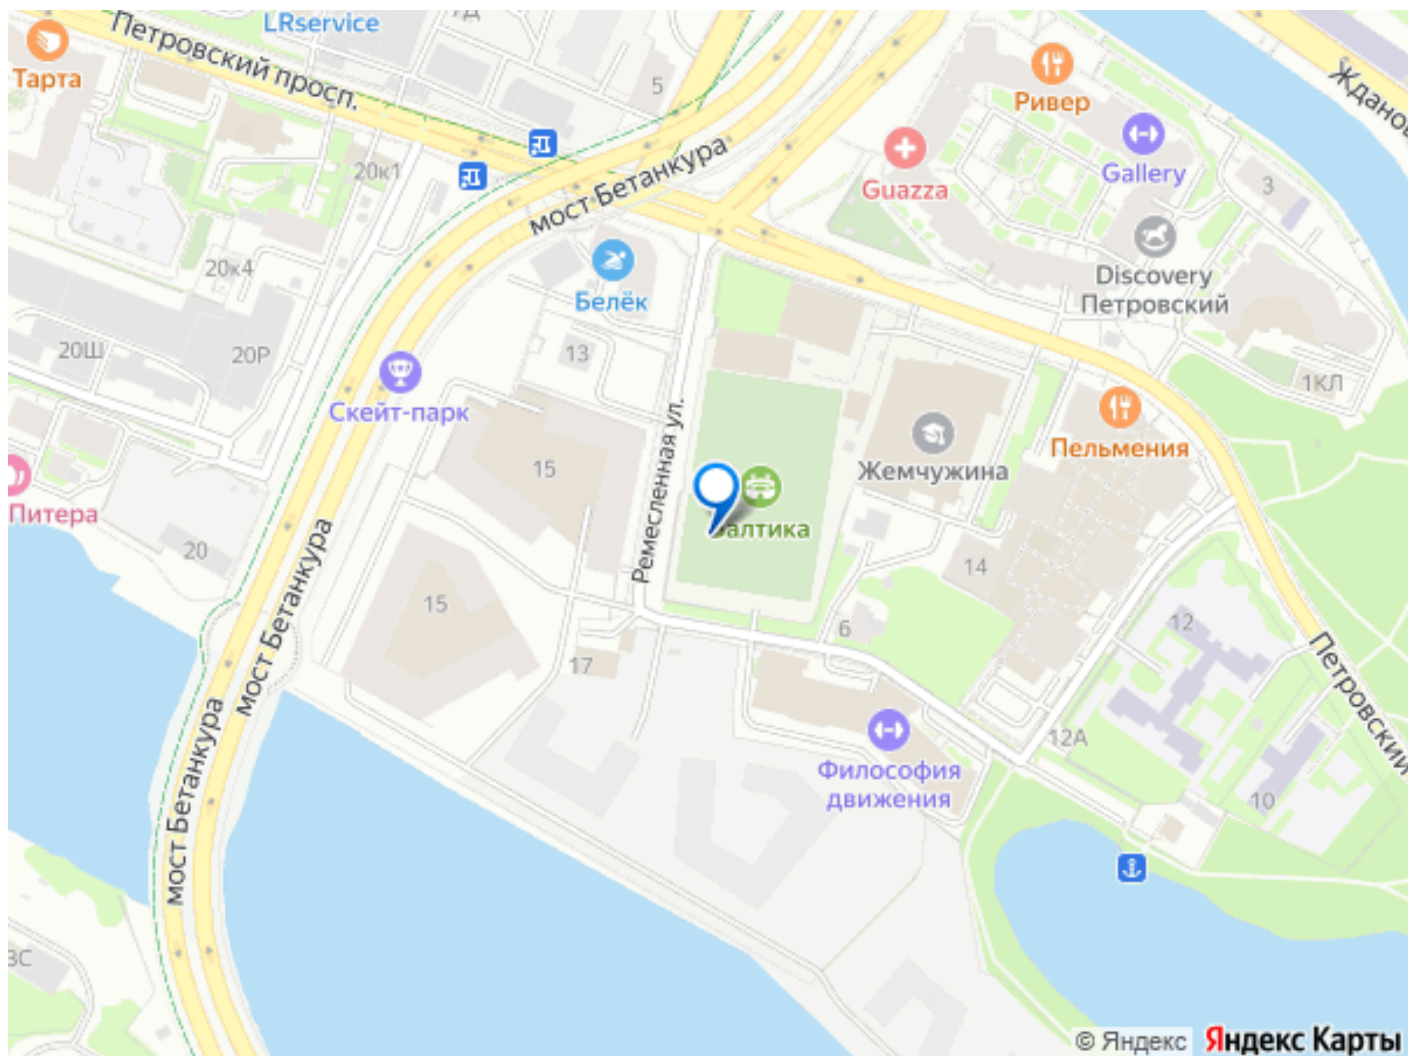 LRservice
7Д
Петровский просп.
Тарта
5
Ривер
Ждано
Gallery
Guazza
3
20к1
мост Бетанкура
Discovery
Петровский
20к4
Белёк
20Ш
20Р
13
1КЛ
Скейт-парк
Ремесленная ул.
Пельмения
Жемчужина
15
Питера
алтика
20
мост Бетанкура
14
15
6
12
17
Петровский
мост Бетанкура
12А
Философия
движения
10
ЗС
© Яндекс Яндекс Карты